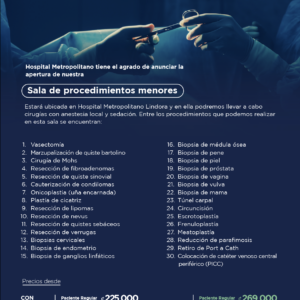 Hospital Metropolitano tiene el agrado de anunciar la
apertura de nuestra
Sala de procedimientos menores
Estará ubicada en Hospital Metropolitano Lindora y en ella podremos llevar a cabo
cirugías con anestesia local y sedación. Entre los procedimientos que podemos realizar
en esta sala se encuentran:
1. Vasectomía
2. Marzupialización de quiste bartolino
3. Cirugía de Mohs
4. Resección de fibroadenomas
5. Resección de quiste sinovial
6. Cauterización de condilomas
7. Onicoplastía (uña encarnada)
8. Plastía de cicatriz
9. Resección de lipomas
10. Resección de nevus
11. Resección de quistes sebáceos
12. Resección de verrugas
13. Biopsias cervicales
14. Biopsia de endometrio
15. Biopsia de ganglios linfáticos
16. Biopsia de médula ósea
17. Biopsia de pene
18. Biopsia de piel
19. Biopsia de próstata
20. Biopsia de vagina
21. Biopsia de vulva
22. Biopsia de mama
23. Túnel carpal
24. Circuncisión
25. Escrotoplastía
26. Frenuloplastía
27. Meatoplastía
28. Reducción de parafimosis
29. Retiro de Port a Cath
30. Colocación de catéter venoso central
periférico (PICC)
Precios desde
CON
Paciente Regular ₡225.000
Paciente Regular ₡269.000